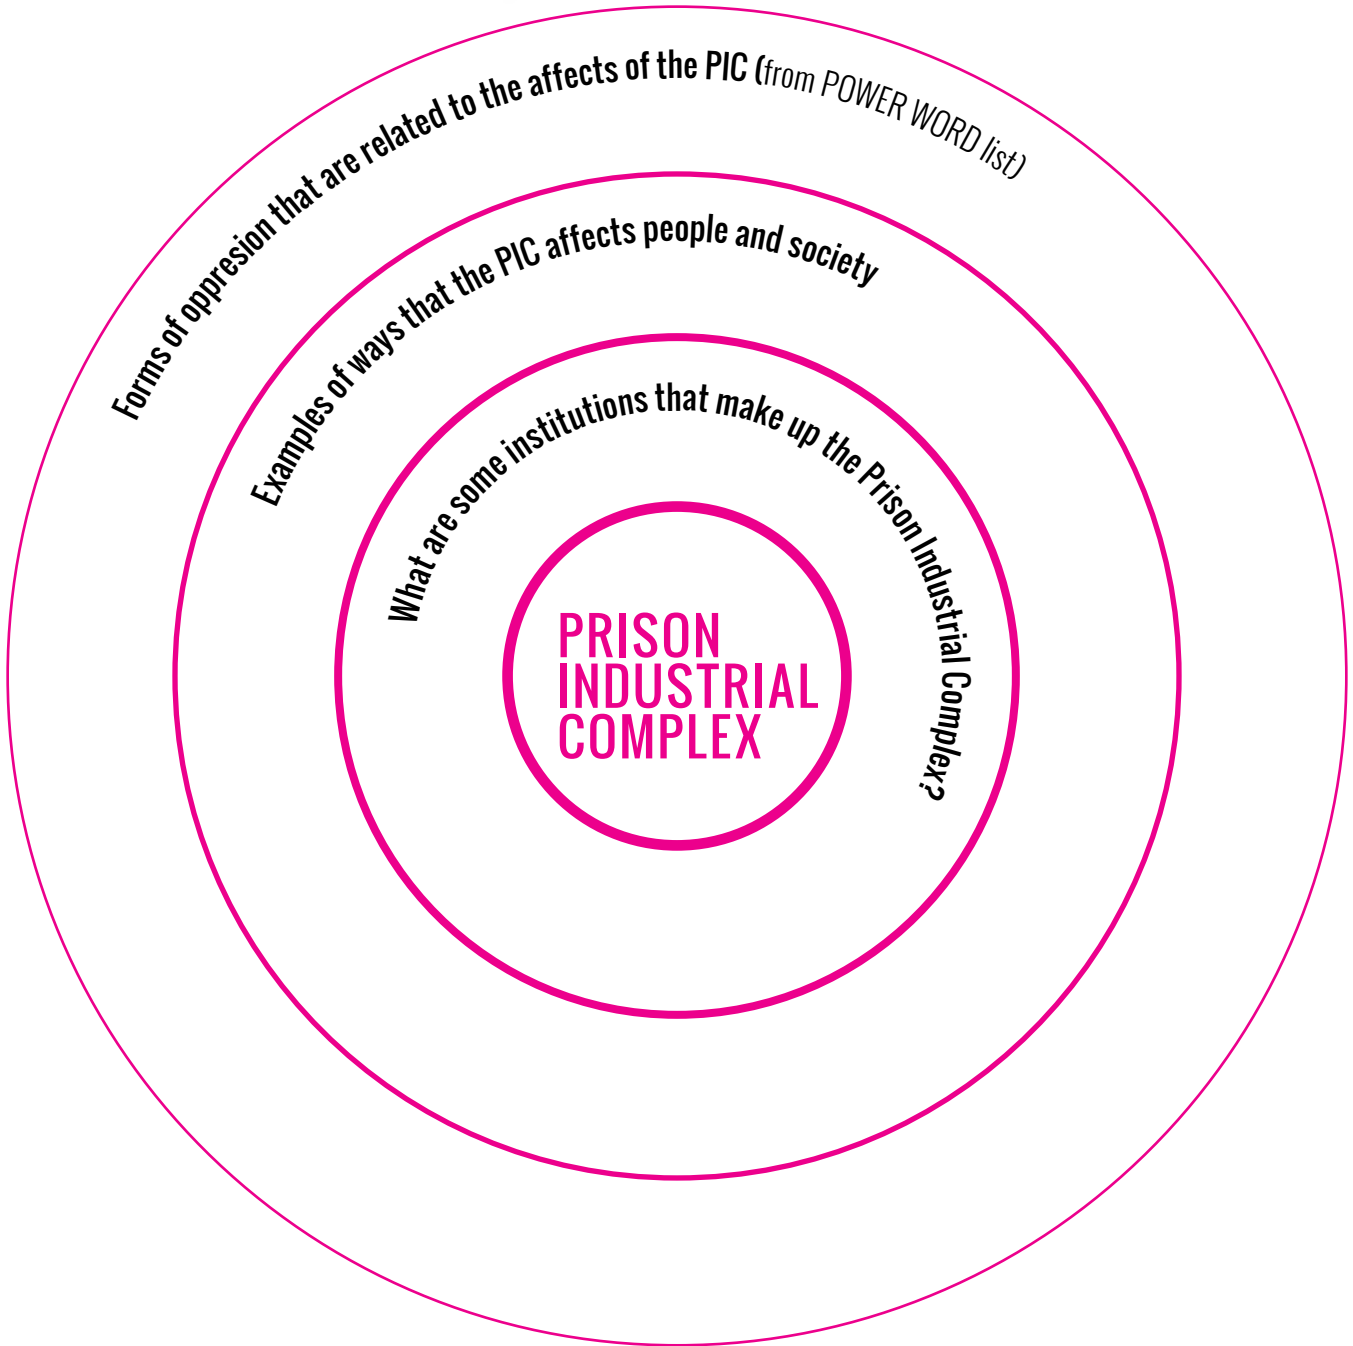 Forms of oppresion that are related to the affects of the PIC (from POWER WORD list)
Examples of ways that the PIC affects people and society
What are some institutions that make up the Prison Industrial Complex?
PRISON
INDUSTRIAL
COMPLEX